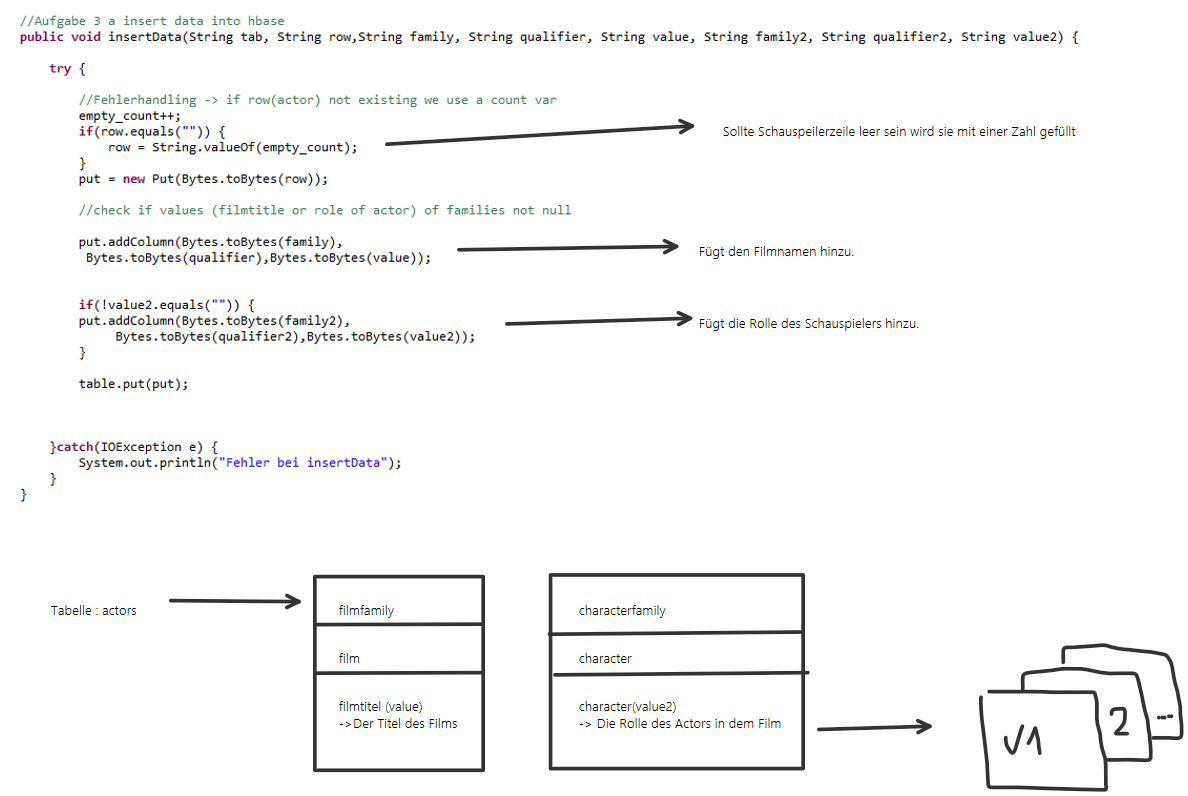 //Aufgabe 3 a insert data into hbase
public void insertData(String tab, String row,String family, String qualifier, String value, String family2, String qualifier2, String value2) {
try {
//Fehlerhandling -> if row(actor) not existing we use a count var
empty_count++;
if(row.equals("")) {
row = String.valueOf(empty_count);
}
put = new Put(Bytes.toBytes(row));
Sollte Schauspeilerzeile leer sein wird sie mit einer Zahl gefüllt
//check if values (filmtitle or role of actor) of families not null
put.addColumn(Bytes.toBytes(family),
Bytes.toBytes(qualifier),Bytes.toBytes(value));
Fügt den Filmnamen hinzu.
if(!value2.equals("")) {
put.addColumn(Bytes.toBytes(family2),
Bytes.toBytes(qualifier2),Bytes.toBytes(value2));
}
Fügt die Rolle des Schauspielers hinzu.
table.put(put);
}catch(IOException e) {
System.out.println("Fehler bei insertData");
}
}
Tabelle : actors
filmfamily
film
filmtitel (value)
->Der Titel des Films
characterfamily
character
character(value2)
-> Die Rolle des Actors in dem Film
V1
2
...